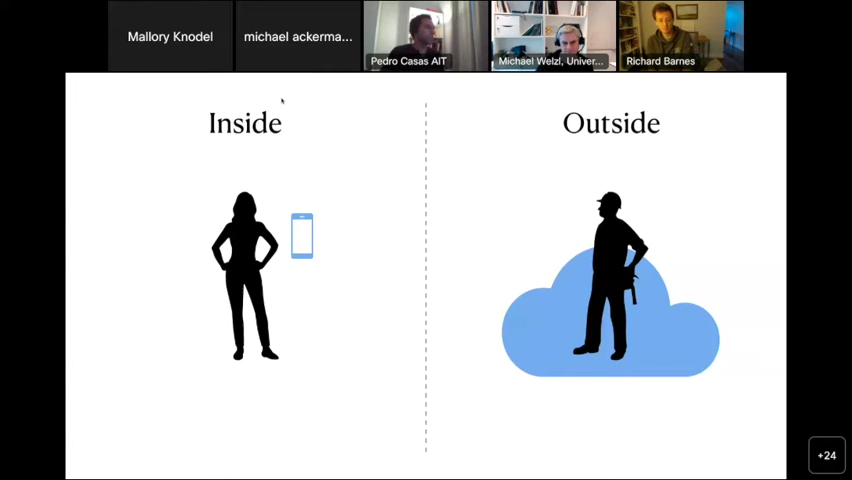 Mallory Knodel
michael ackerma...
Pedro Casas AIT
Michael Welzl, Univer...
Richard Barnes
Inside
Outside
+24